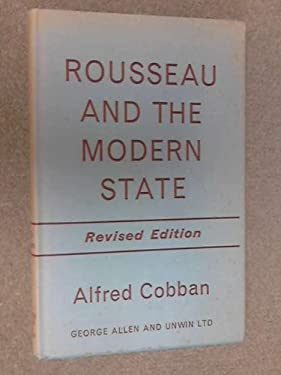 ROUSSEAU
AND THE
MODERN
STATE
Revised Edition
Alfred Cobban
GEORGE ALLEN AND UNWIN LTD